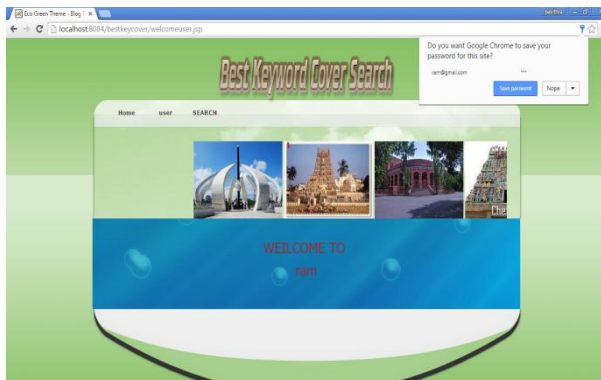 Eco Green Theme - Blog
localhost:8084/bestkeycover/welcomeuser.jsp
Do you want Google Chrome to save your
password for this site?
ram@gmail.com ***
Save password Nope
Best Keyword Cover Search
Home user SEARCH
Che
WEILCOME TO
ram